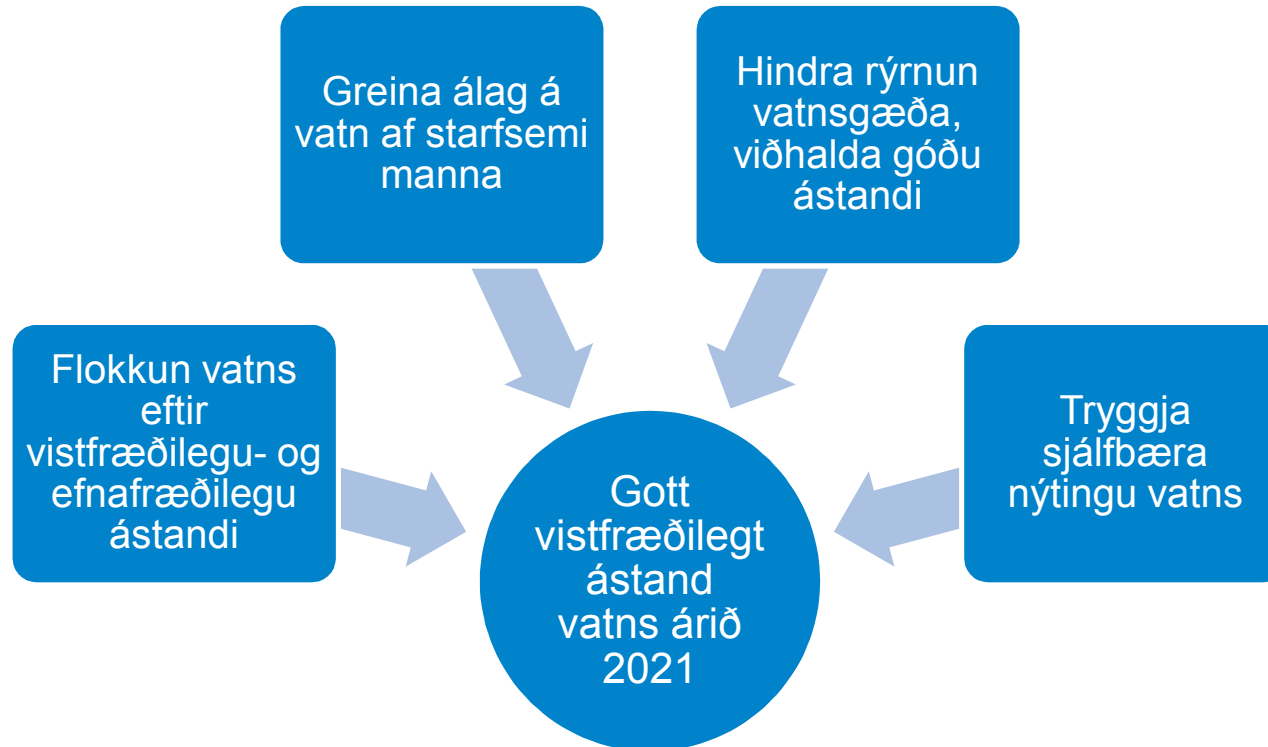 Greina álag á
vatn af starfsemi
manna
Hindra rýrnun
vatnsgæða,
viðhalda góðu
ástandi
Flokkun vatns
eftir
vistfræðilegu- og
efnafræðilegu
ástandi
Tryggja
sjálfbæra
nýtingu vatns
Gott
vistfræðilegt
ástand
vatns árið
2021